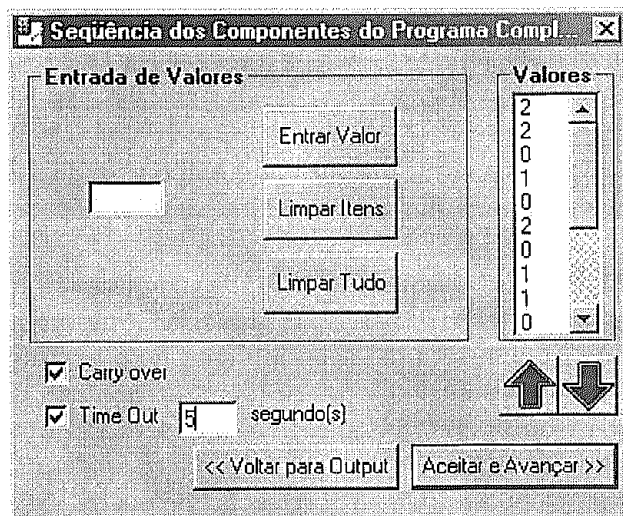 Seqüência dos Componentes do Programa Compl...
Entrada de Valores
Entrar Valor
Limpar Itens
Limpar Tudo
Valores
2
2
0
1
0
2
0
1
1
0
Carry over
Time Out 5 segundo(s)
<< Voltar para Output
Aceitar e Avançar >>